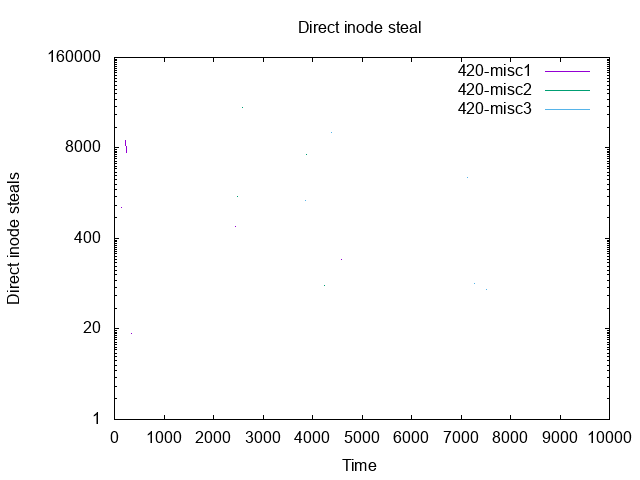 Direct inode steal
160000
8000
400
20
1
Direct inode steals
420-misc1
420-misc2
420-misc3
0 1000 2000 3000 4000 5000 6000 7000 8000 9000 10000
Time